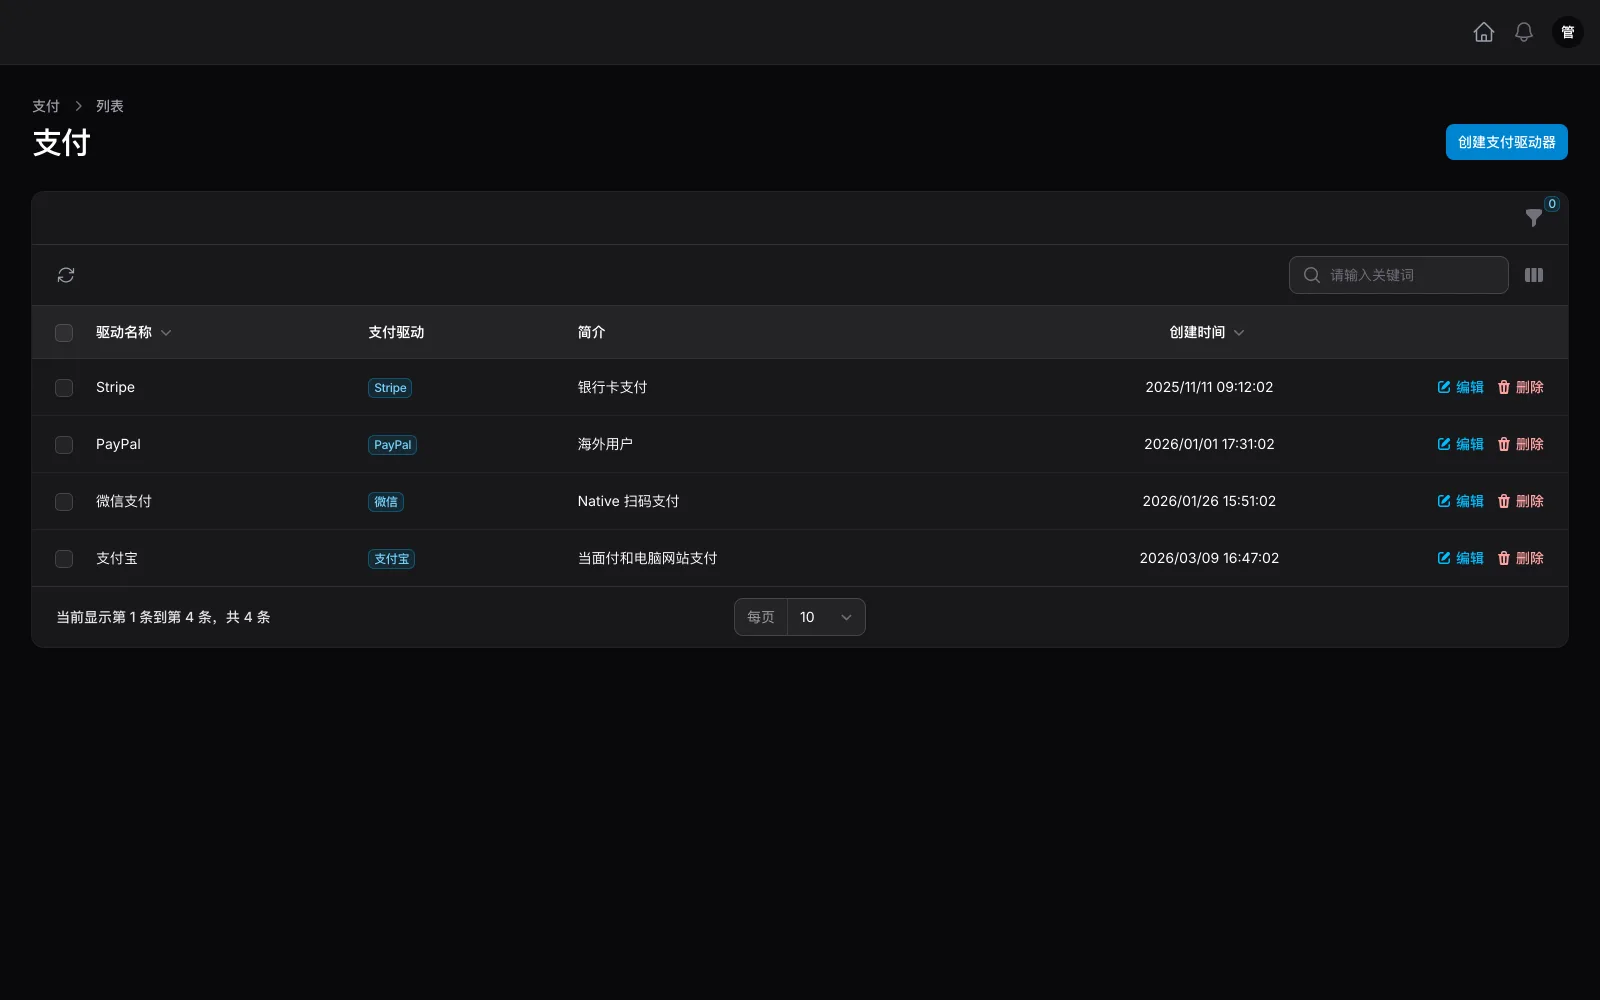 管
支付 列表
支付
创建支付驱动器
0
请输入关键词
驱动名称 支付驱动 简介 创建时间
Stripe Stripe 银行卡支付 2025/11/11 09:12:02 编辑 删除
PayPal PayPal 海外用户 2026/01/01 17:31:02 编辑 删除
微信支付 微信 Native 扫码支付 2026/01/26 15:51:02 编辑 删除
支付宝 支付宝 当面付和电脑网站支付 2026/03/09 16:47:02 编辑 删除
当前显示第 1 条到第 4 条，共 4 条 每页 10